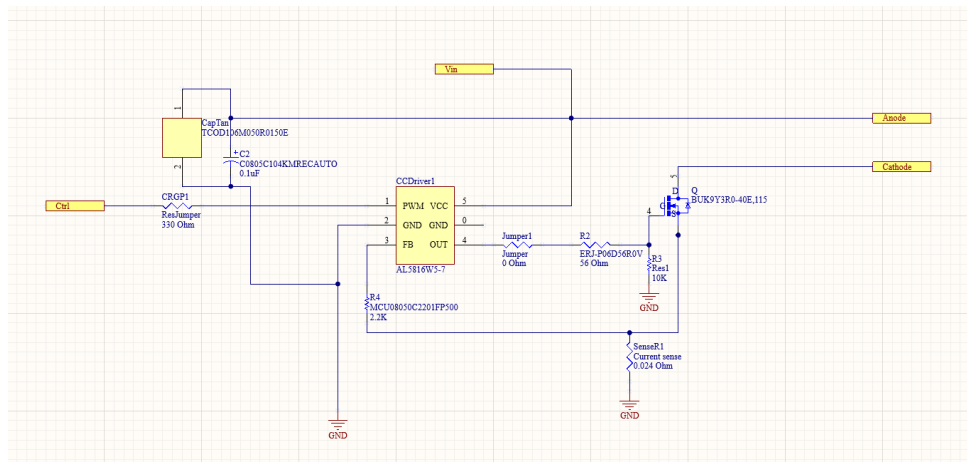 Vin
Anode
1
CapTan
TCOD106M050R0150E
+
C2
C0805C104KMRECAUTO
0.1uF
2
Cathode
5
D
Q
BUK9Y3R0-40E,115
G
S
4
CCDriver1
Ctrl
CRGP1
ResJumper
330 Ohm
1 PWM VCC 5
2 GND GND 0
3 FB OUT 4
AL5816W5-7
Jumper1
Jumper
0 Ohm
R2
ERJ-P06D56R0V
56 Ohm
R3
Res1
10K
GND
R4
MCU08050C2201FP500
2.2K
SenseR1
Current sense
0.024 Ohm
GND
GND